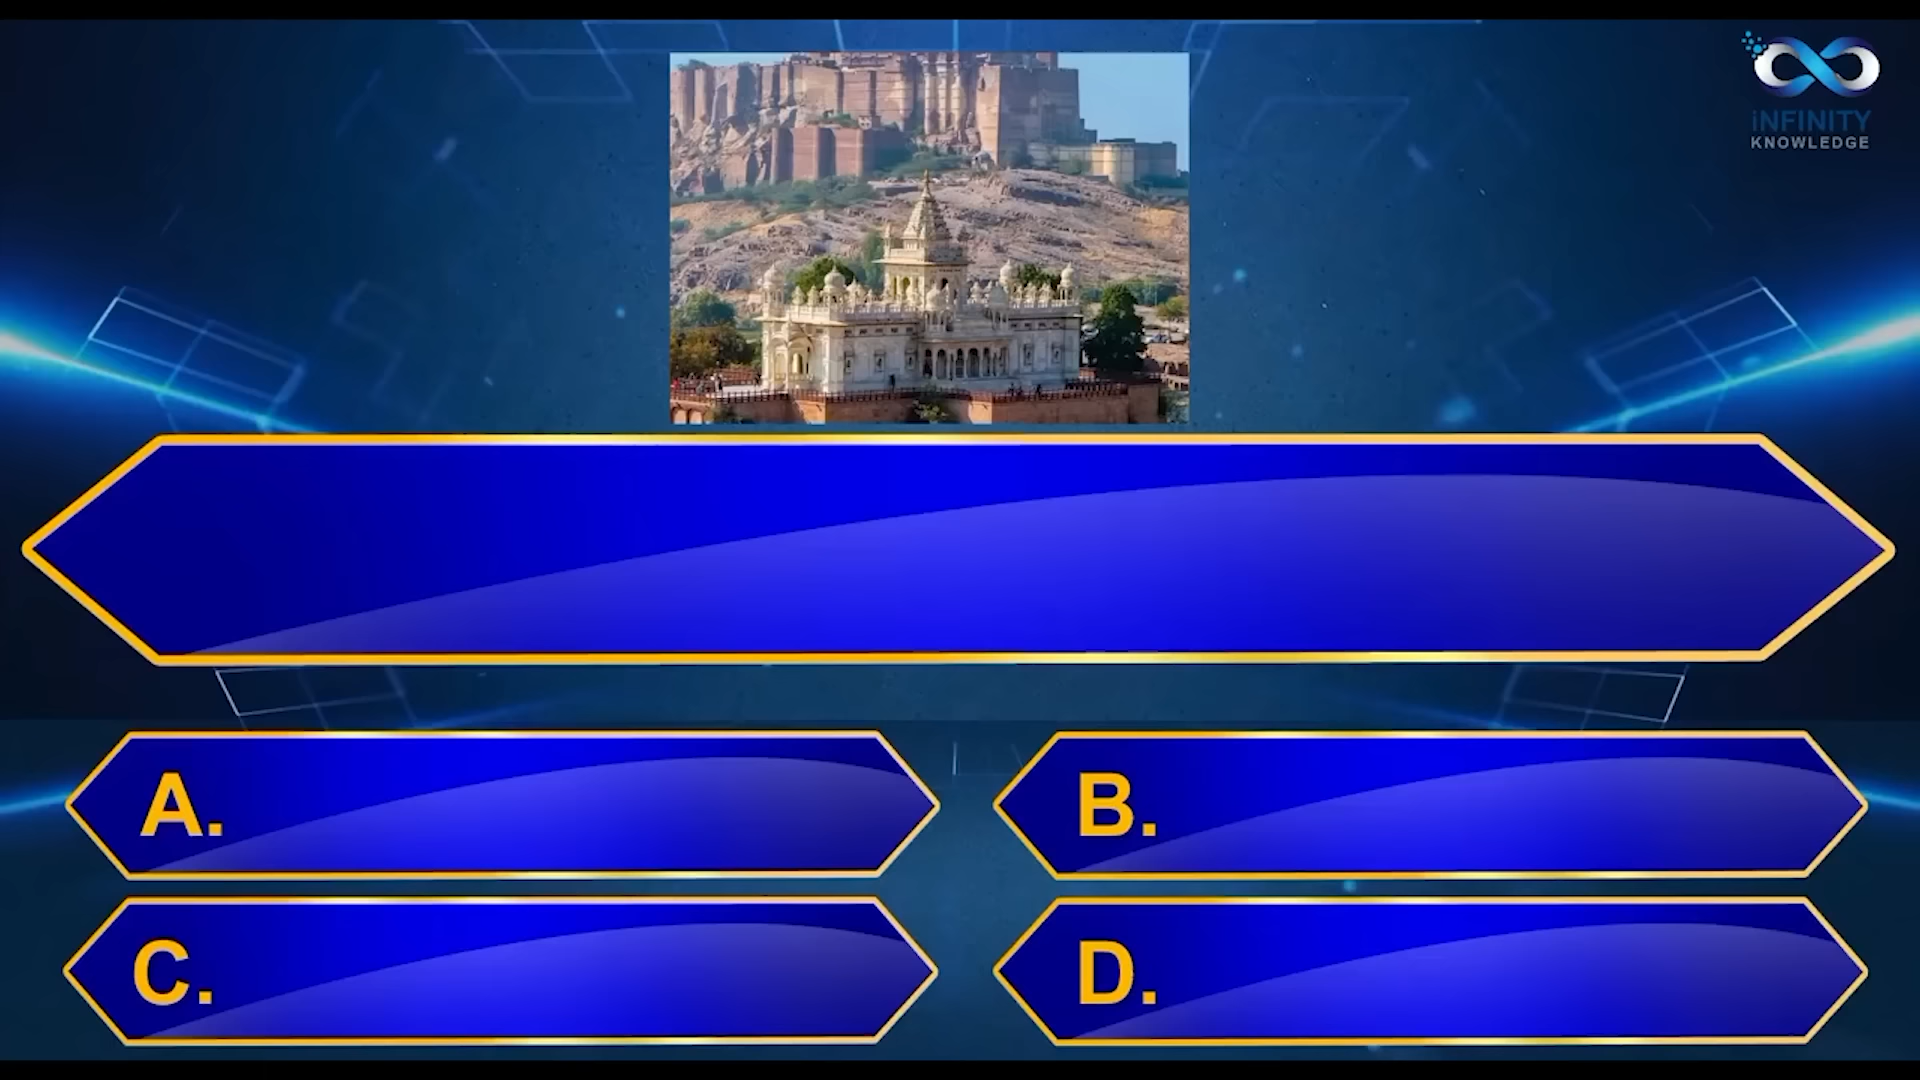 iNFINITY
KNOWLEDGE
A.
B.
C.
D.